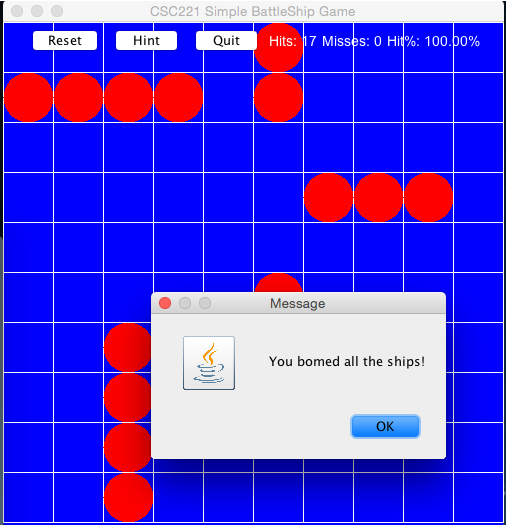 CSC221 Simple BattleShip Game
Reset Hint Quit Hits: 17 Misses: 0 Hit%: 100.00%
Message
You bomed all the ships!
OK